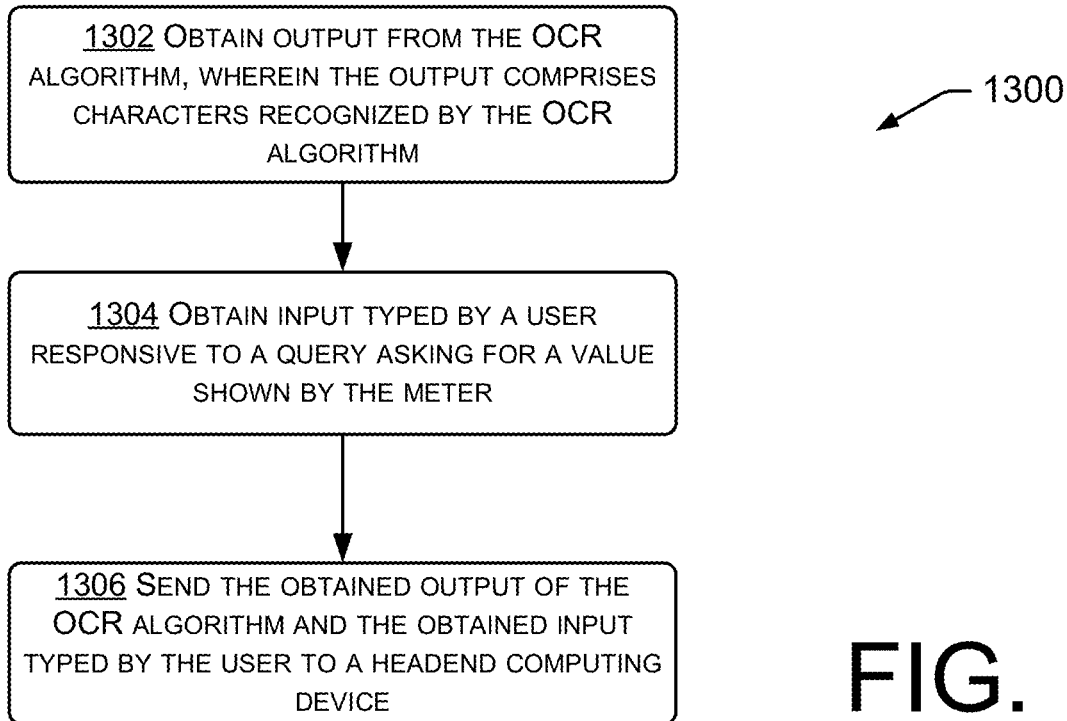 1302 OBTAIN OUTPUT FROM THE OCR
ALGORITHM, WHEREIN THE OUTPUT COMPRISES
CHARACTERS RECOGNIZED BY THE OCR
ALGORITHM
1300
1304 OBTAIN INPUT TYPED BY A USER
RESPONSIVE TO A QUERY ASKING FOR A VALUE
SHOWN BY THE METER
1306 SEND THE OBTAINED OUTPUT OF THE
OCR ALGORITHM AND THE OBTAINED INPUT
TYPED BY THE USER TO A HEADEND COMPUTING
DEVICE
FIG.